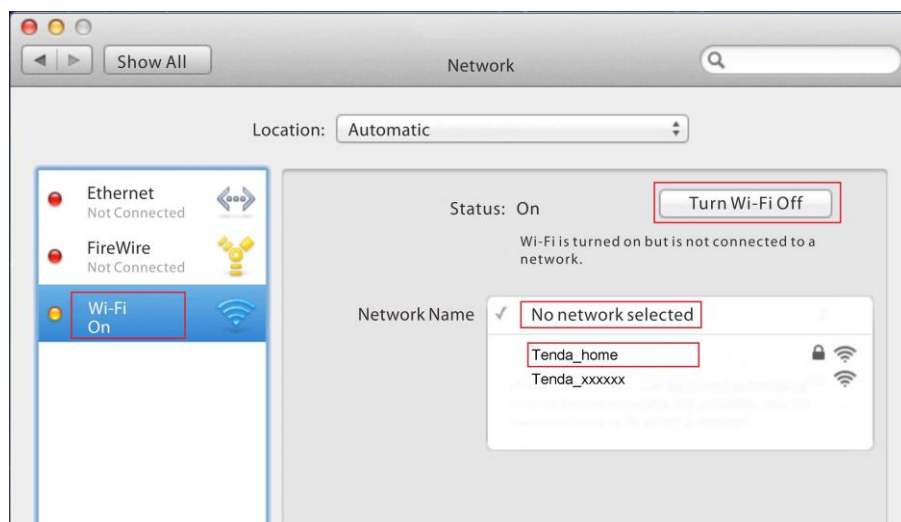 Show All
Network
Location: Automatic
Ethernet
Not Connected
FireWire
Not Connected
Wi-Fi
On
Status: On
Turn Wi-Fi Off
Wi-Fi is turned on but is not connected to a
network.
Network Name
No network selected
Tenda_home
Tenda_xxxxxx